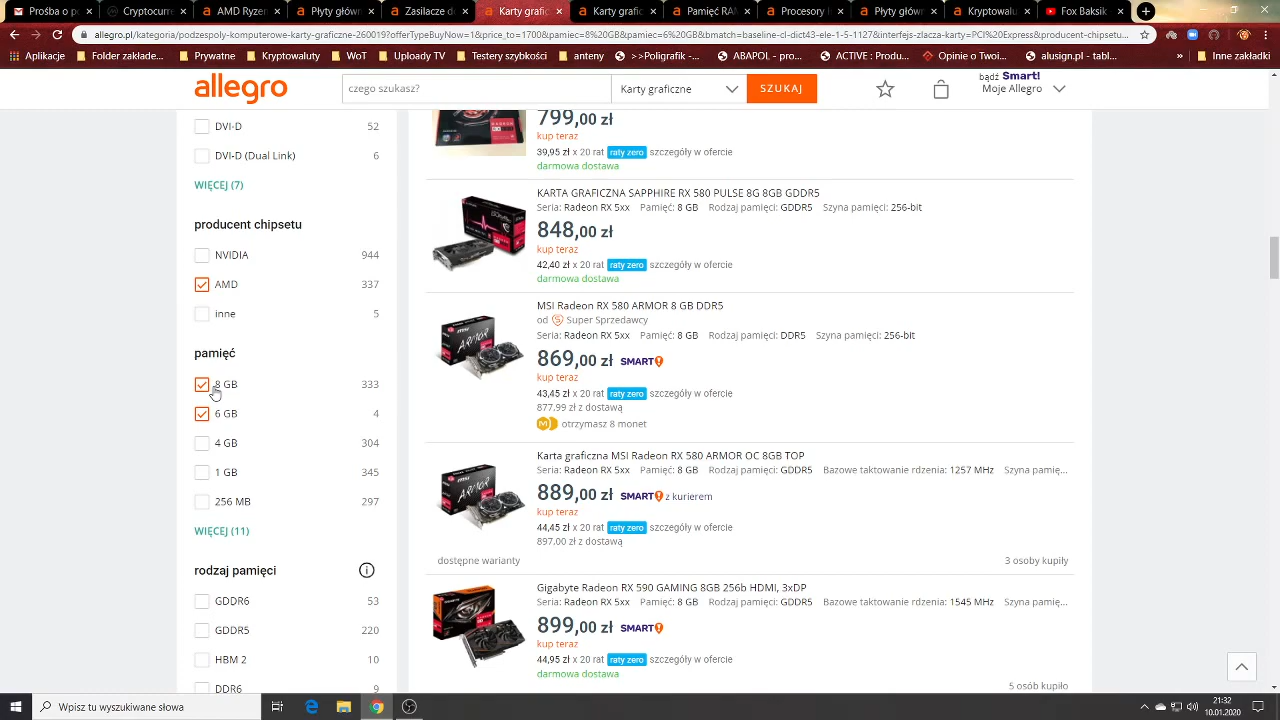 Prośba o po
Cryptocurre
AMD Ryzen
Płyty główn
Zasilacze do
Karty grafic
Karty grafic
Pamięć RAM
Procesory I
Płyty główn
Kryptowalu
Fox Baksik
allegro.pl/kategoria/podzespoly-komputerowe-karty-graficzne-260019?offerTypeBuyNow=1&price_to=1700&pamiec=8%20GB&pamiec=6%20GB&bmatch=baseline-cl-dict43-ele-1-5-1127&interfejs-zlacza-karty=PCI%20Express&producent-chipsetu...
Aplikacje
Folder główny
Prywatne
Kryptowaluty
WoT
Uploady TV
Student
>>Poligrafik -...
ABAPOL - pro...
ACTIVE : Produ...
Opinie o Twoi...
alusign.pl - tabl...
»
Inne zakładki
allegro
czego szukasz?
Karty graficzne
SZUKAJ
bądź Smart!
Moje Allegro
DVI-D 52
DVI-D (Dual Link) 6
WIĘCEJ (7)
producent chipsetu
NVIDIA 944
AMD 337
inne 5
pamięć
8 GB 333
6 GB 4
4 GB 304
1 GB 345
256 MB 297
WIĘCEJ (11)
rodzaj pamięci
GDDR6 53
GDDR5 220
HBM 2 10
DDR6 9
799,00 zł
kup teraz
39,95 zł x 20 rat raty zero szczegóły w ofercie
darmowa dostawa
KARTA GRAFICZNA SAPPHIRE RX 580 PULSE 8G 8GB GDDR5
Seria: Radeon RX 5xx Pamięć: 8 GB Rodzaj pamięci: GDDR5 Szyna pamięci: 256-bit
848,00 zł
kup teraz
42,40 zł x 20 rat raty zero szczegóły w ofercie
darmowa dostawa
MSI Radeon RX 580 ARMOR 8 GB DDR5
od Super Sprzedawcy
Seria: Radeon RX 5xx Pamięć: 8 GB Rodzaj pamięci: DDR5 Szyna pamięci: 256-bit
869,00 zł SMART!
kup teraz
43,45 zł x 20 rat raty zero szczegóły w ofercie
877,99 zł z dostawą
otrzymasz 8 monet
ARMOR
Karta graficzna MSI Radeon RX 580 ARMOR OC 8GB TOP
Seria: Radeon RX 5xx Pamięć: 8 GB Rodzaj pamięci: GDDR5 Bazowe taktowanie rdzenia: 1257 MHz Szyna pamię...
889,00 zł SMART! z kurierem
kup teraz
44,45 zł x 20 rat raty zero szczegóły w ofercie
897,00 zł z dostawą
ARMOR
dostępne warianty
3 osoby kupiły
Gigabyte Radeon RX 590 GAMING 8GB 256b HDMI, 3xDP
Seria: Radeon RX 5xx Pamięć: 8 GB Rodzaj pamięci: GDDR5 Bazowe taktowanie rdzenia: 1545 MHz Szyna pamię...
899,00 zł SMART!
kup teraz
44,95 zł x 20 rat raty zero szczegóły w ofercie
darmowa dostawa
5 osób kupiło
Wpisz tu wyszukiwane słowa
21:32
10.01.2020